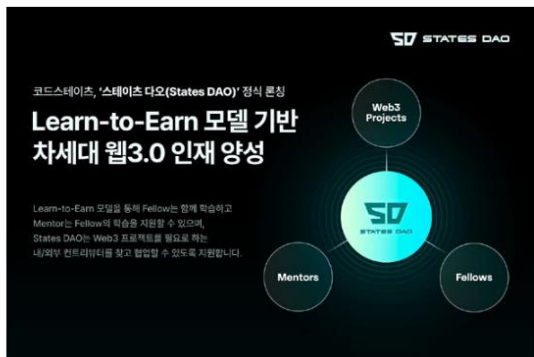 STATES DAO
코드스테이츠, '스테이츠 다오(States DAO)' 정식 론칭
Learn-to-Earn 모델 기반
차세대 웹3.0 인재 양성
Learn-to-Earn 모델을 통해 Fellow는 함께 학습하고
Mentor는 Fellow의 학습을 지원할 수 있으며,
States DAO는 Web3 프로젝트를 필요로 하는
내/외부 컨트리뷰터를 찾고 협업할 수 있도록 지원합니다.
Web3
Projects
SD
STATES DAO
Mentors
Fellows